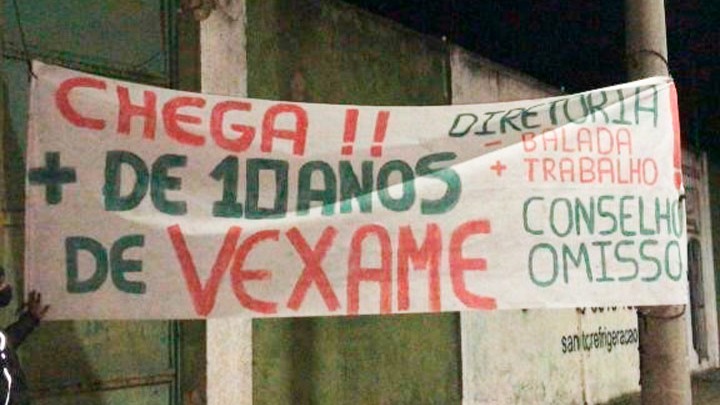 CHEGA !!
+ DE 10 ANOS
DE VEXAME
DIRETORIA !
- BALADA
+ TRABALHO
CONSELHO
OMISSO